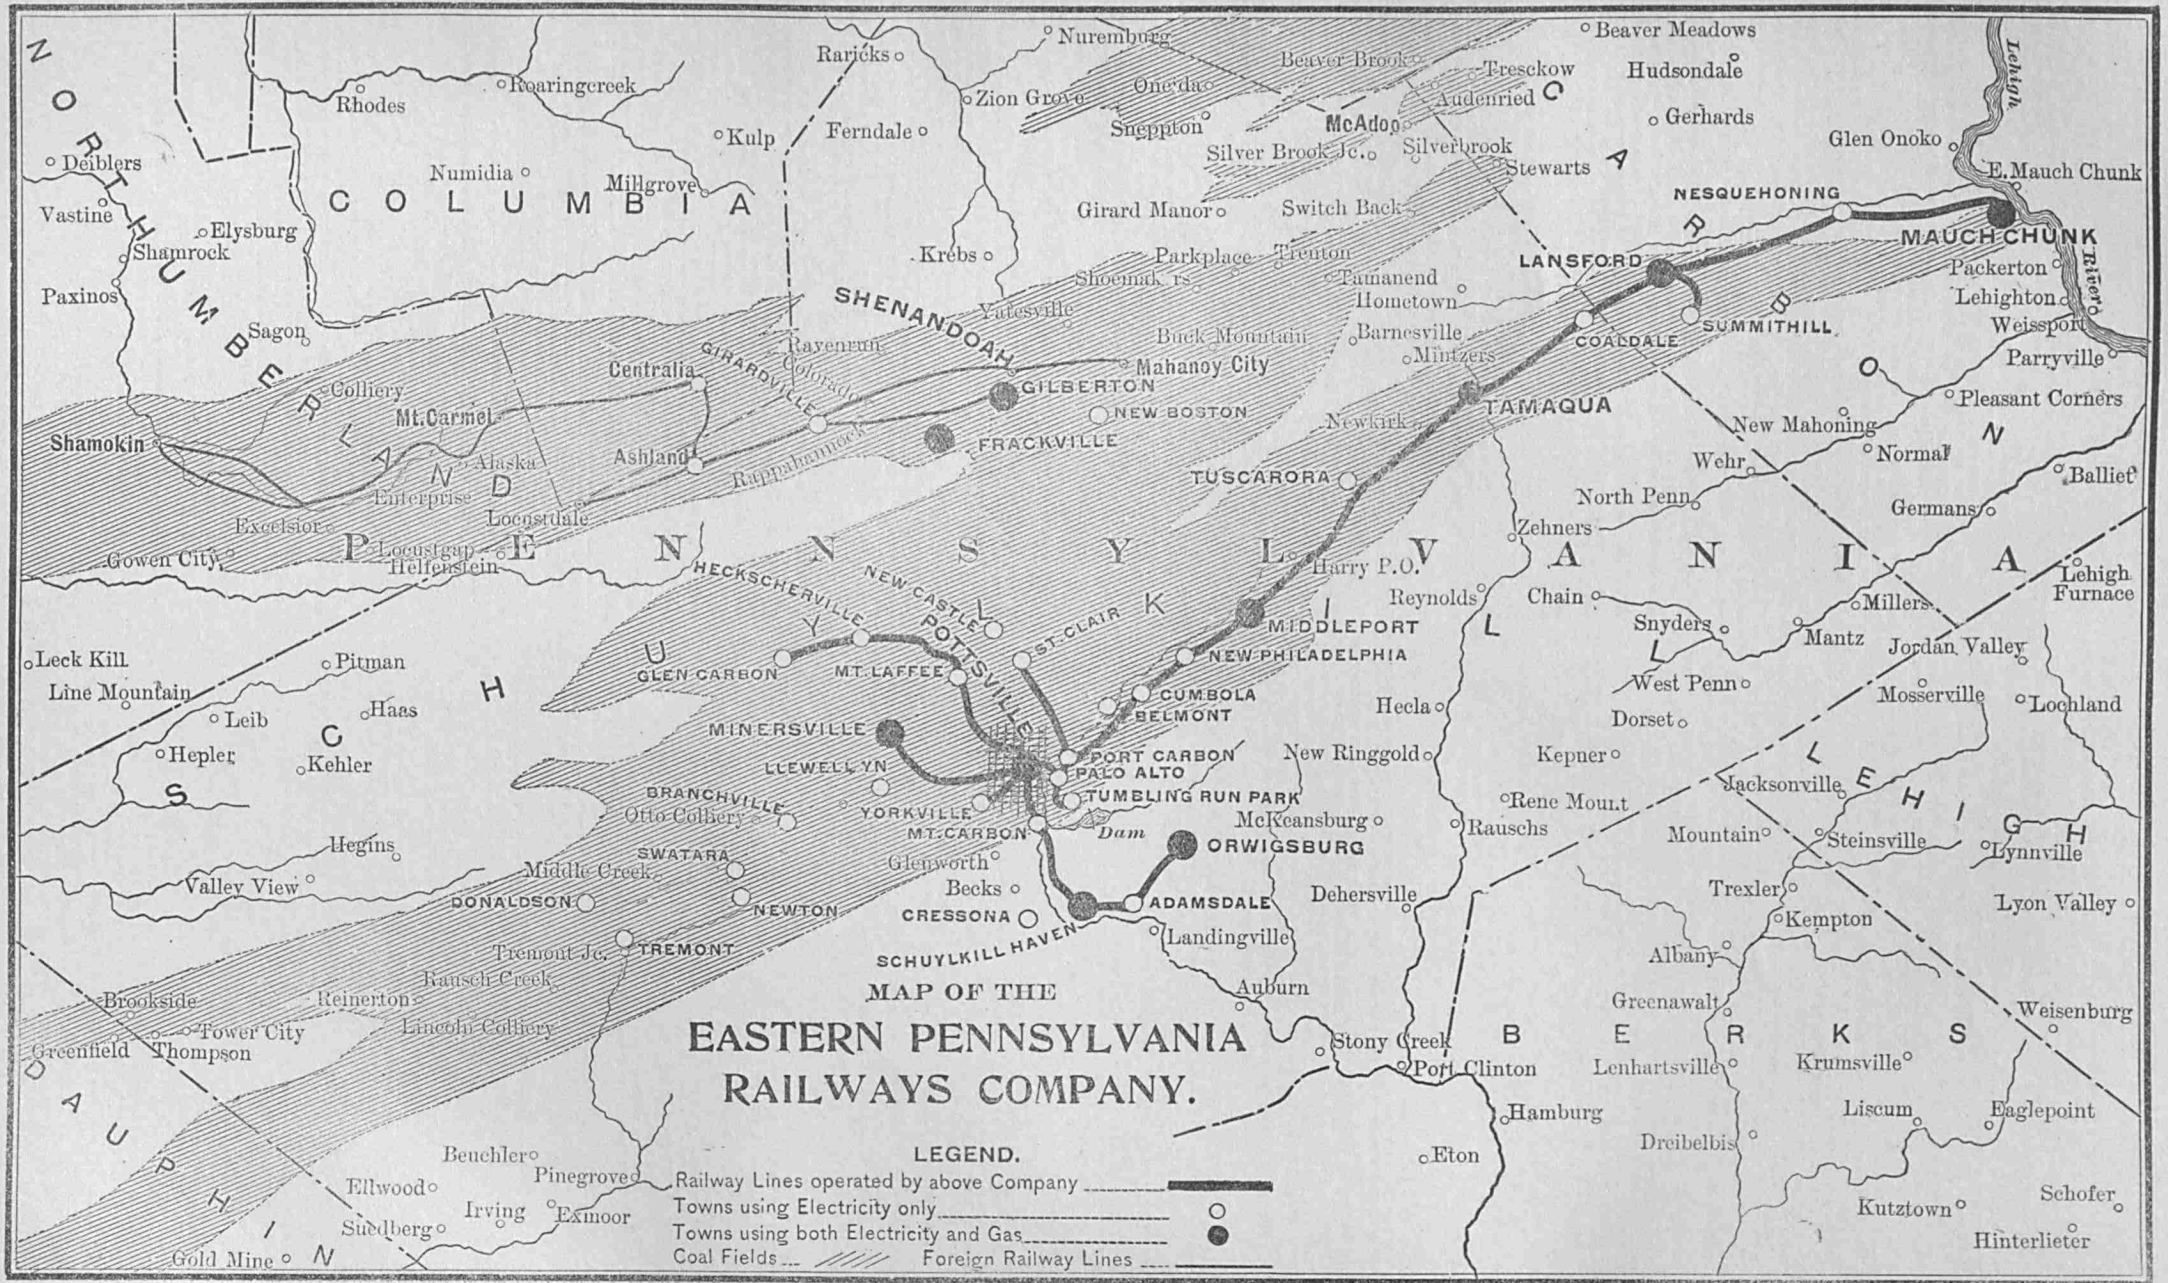 Nuremburg
Beaver Meadows
Raricks
Beaver Brook
Tresckow
Hudsondale
Lehigh
Rhodes
Roaringcreek
Zion Grove
Oneida
Audenried
McAdoo
Gerhards
Kulp
Ferndale
Sheppton
Silver Brook Jc.
Silverbrook
Stewarts
Glen Onoko
E. Mauch Chunk
NORTHUMBERLAND
Deiblers
Numidia
Millgrove
COLUMBIA
CARBON
NESQUEHONING
MAUCH CHUNK
Vastine
Elysburg
Shamrock
Girard Manor
Switch Back
Krebs
Parkplace
Trenton
LANSFORD
Packerton
River
Paxinos
Sagon
SHENANDOAH
Yatesville
Tamanend
Hometown
Lehighton
Weissport
SUMMITHILL
COALDALE
Buck Mountain
Barnesville
Mintzers
Parryville
Ravenrun
Colorado
GIRARDVILLE
Centralia
Mahanoy City
GILBERTON
NEW BOSTON
FRACKVILLE
Colliery
Mt. Carmel
Shamokin
Alaska
Ashland
Rappahannock
Newkirk
TAMAQUA
New Mahoning
Pleasant Corners
Normal
Wehr
Balliet
Enterprise
Locustdale
Excelsior
TUSCARORA
North Penn
Germans
Zehners
PENNSYLVANIA
Gowen City
Locustgap
Helfenstein
HECKSCHERVILLE
NEW CASTLE
Harry P.O.
Lehigh
Furnace
SCHUYLKILL
ST. CLAIR
Reynolds
Chain
Millers
MIDDLEPORT
Snyders
Mantz
Jordan Valley
Leck Kill
Pitman
Line Mountain
GLEN CARBON
MT. LAFFEE
POTTSVILLE
NEW PHILADELPHIA
West Penn
Mosserville
Lochland
Leib
Haas
CUMBOLA
BELMONT
Hecla
Dorset
MINERSVILLE
Hepler
Kehler
PORT CARBON
New Ringgold
Kepner
LLEWELLYN
PALO ALTO
LEHIGH
Jacksonville
BRANCHVILLE
Otto Colliery
YORKVILLE
TUMBLING RUN PARK
Rene Mount
McKeansburg
Rauschs
Mountain
Steinsville
Lynnville
MT. CARBON
Dam
ORWIGSBURG
Hegins
SWATARA
Middle Creek
Glenworth
Valley View
Becks
Dehersville
Trexler
DONALDSON
NEWTON
CRESSONA
ADAMSDALE
Kempton
Lyon Valley
SCHUYLKILL HAVEN
Landingville
Tremont Jc.
TREMONT
Albany
Rausch Creek
Auburn
Brookside
Reinerton
Greenawalt
Tower City
Lincoln Colliery
Weisenburg
Greenfield
Thompson
Stony Creek
BERKS
DAUPHIN
Port Clinton
Lenhartsville
Krumsville
MAP OF THE
EASTERN PENNSYLVANIA
RAILWAYS COMPANY.
Hamburg
Liscum
Eaglepoint
Dreibelbis
Beuchler
Eton
Pinegrove
Ellwood
Irving
Exmoor
Suedberg
Gold Mine
Kutztown
Schofer
Hinterlieter
LEGEND.
Railway Lines operated by above Company
Towns using Electricity only
Towns using both Electricity and Gas
Coal Fields Foreign Railway Lines